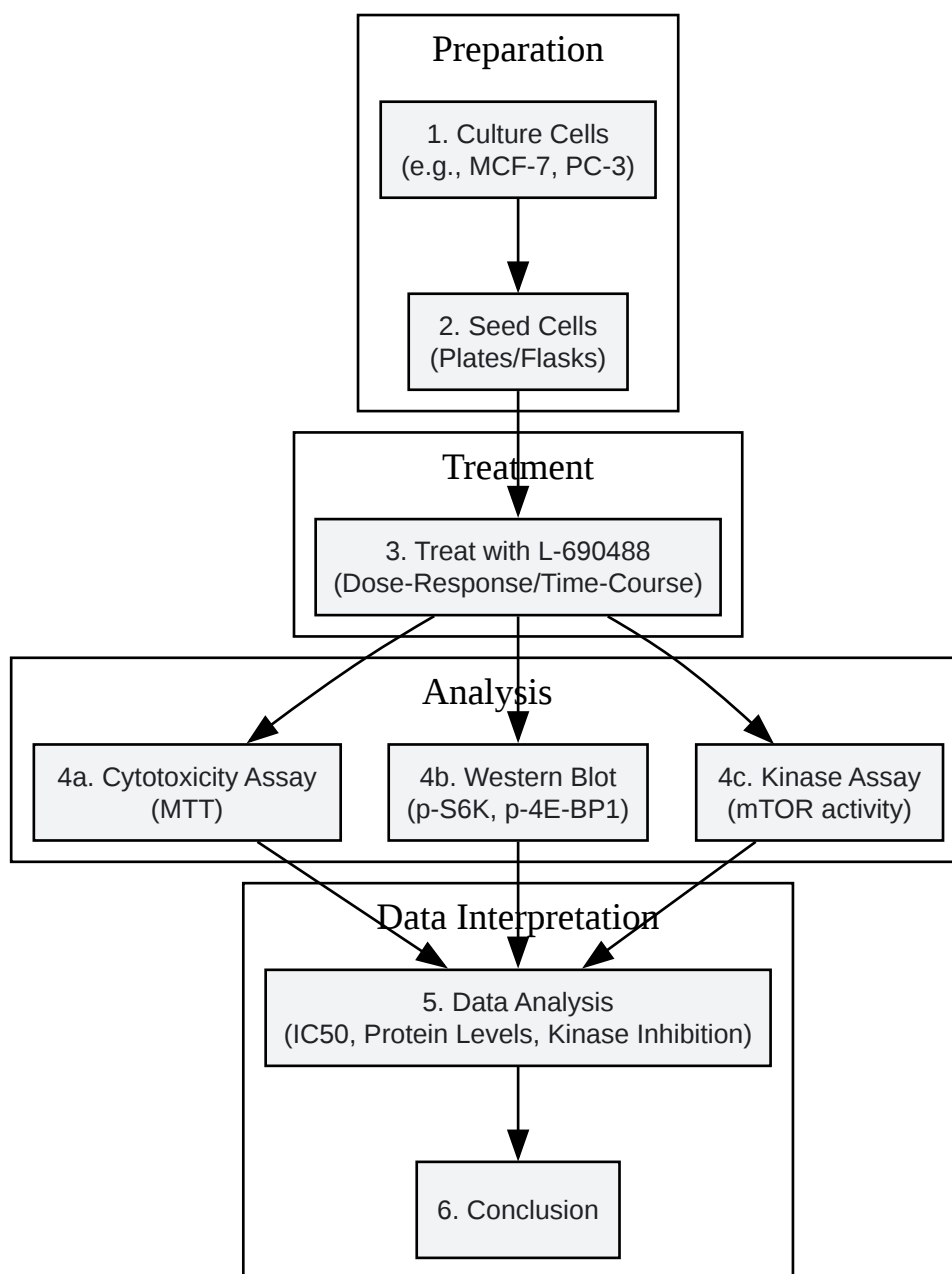 Preparation
1. Culture Cells
(e.g., MCF-7, PC-3)
2. Seed Cells
(Plates/Flasks)
Treatment
3. Treat with L-690488
(Dose-Response/Time-Course)
Analysis
4a. Cytotoxicity Assay
(MTT)
4b. Western Blot
(p-S6K, p-4E-BP1)
4c. Kinase Assay
(mTOR activity)
Data Interpretation
5. Data Analysis
(IC50, Protein Levels, Kinase Inhibition)
6. Conclusion